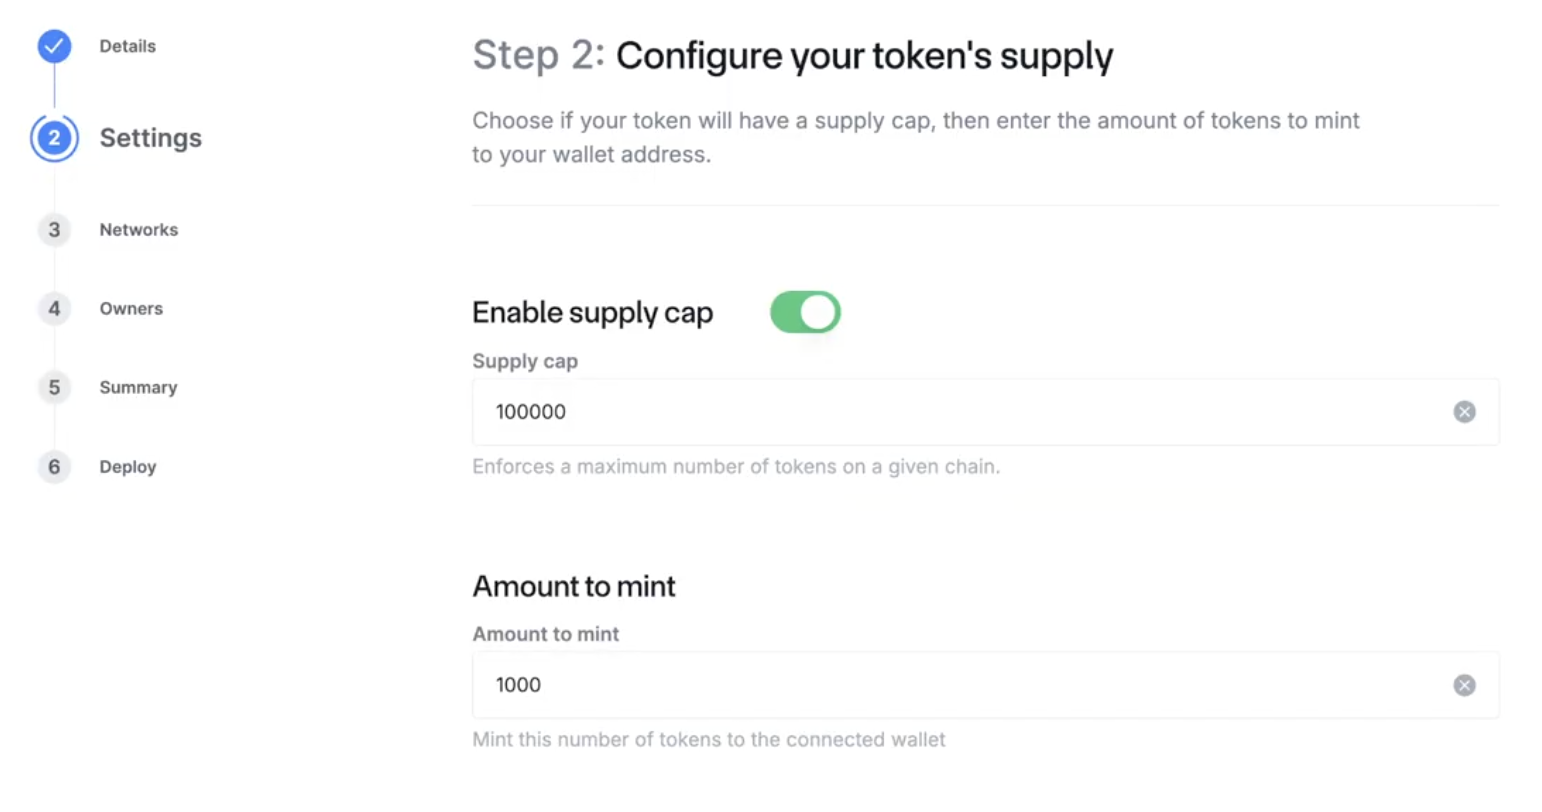 Details
2
Settings
3
Networks
4
Owners
5
Summary
6
Deploy
Step 2: Configure your token's supply
Choose if your token will have a supply cap, then enter the amount of tokens to mint
to your wallet address.
Enable supply cap
Supply cap
100000
Enforces a maximum number of tokens on a given chain.
Amount to mint
Amount to mint
1000
Mint this number of tokens to the connected wallet